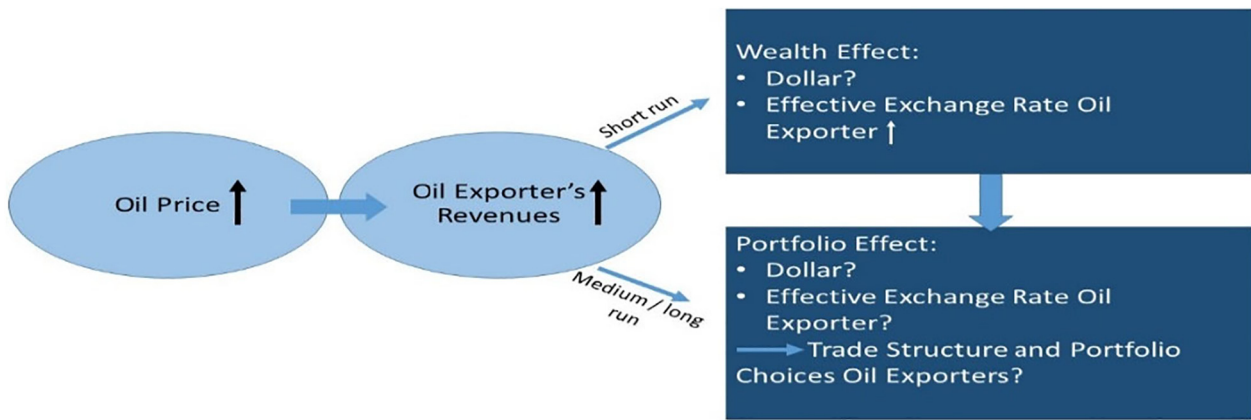 Oil Price
Oil Exporter's
Revenues
Short run
Medium / long
run
Wealth Effect:
• Dollar?
• Effective Exchange Rate Oil
Exporter
Portfolio Effect:
• Dollar?
• Effective Exchange Rate Oil
Exporter?
Trade Structure and Portfolio
Choices Oil Exporters?